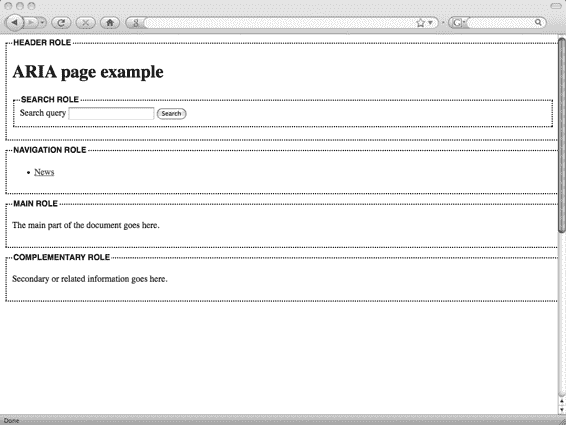 HEADER ROLE
ARIA page example
SEARCH ROLE
Search query Search
NAVIGATION ROLE
• News
MAIN ROLE
The main part of the document goes here.
COMPLEMENTARY ROLE
Secondary or related information goes here.
Done